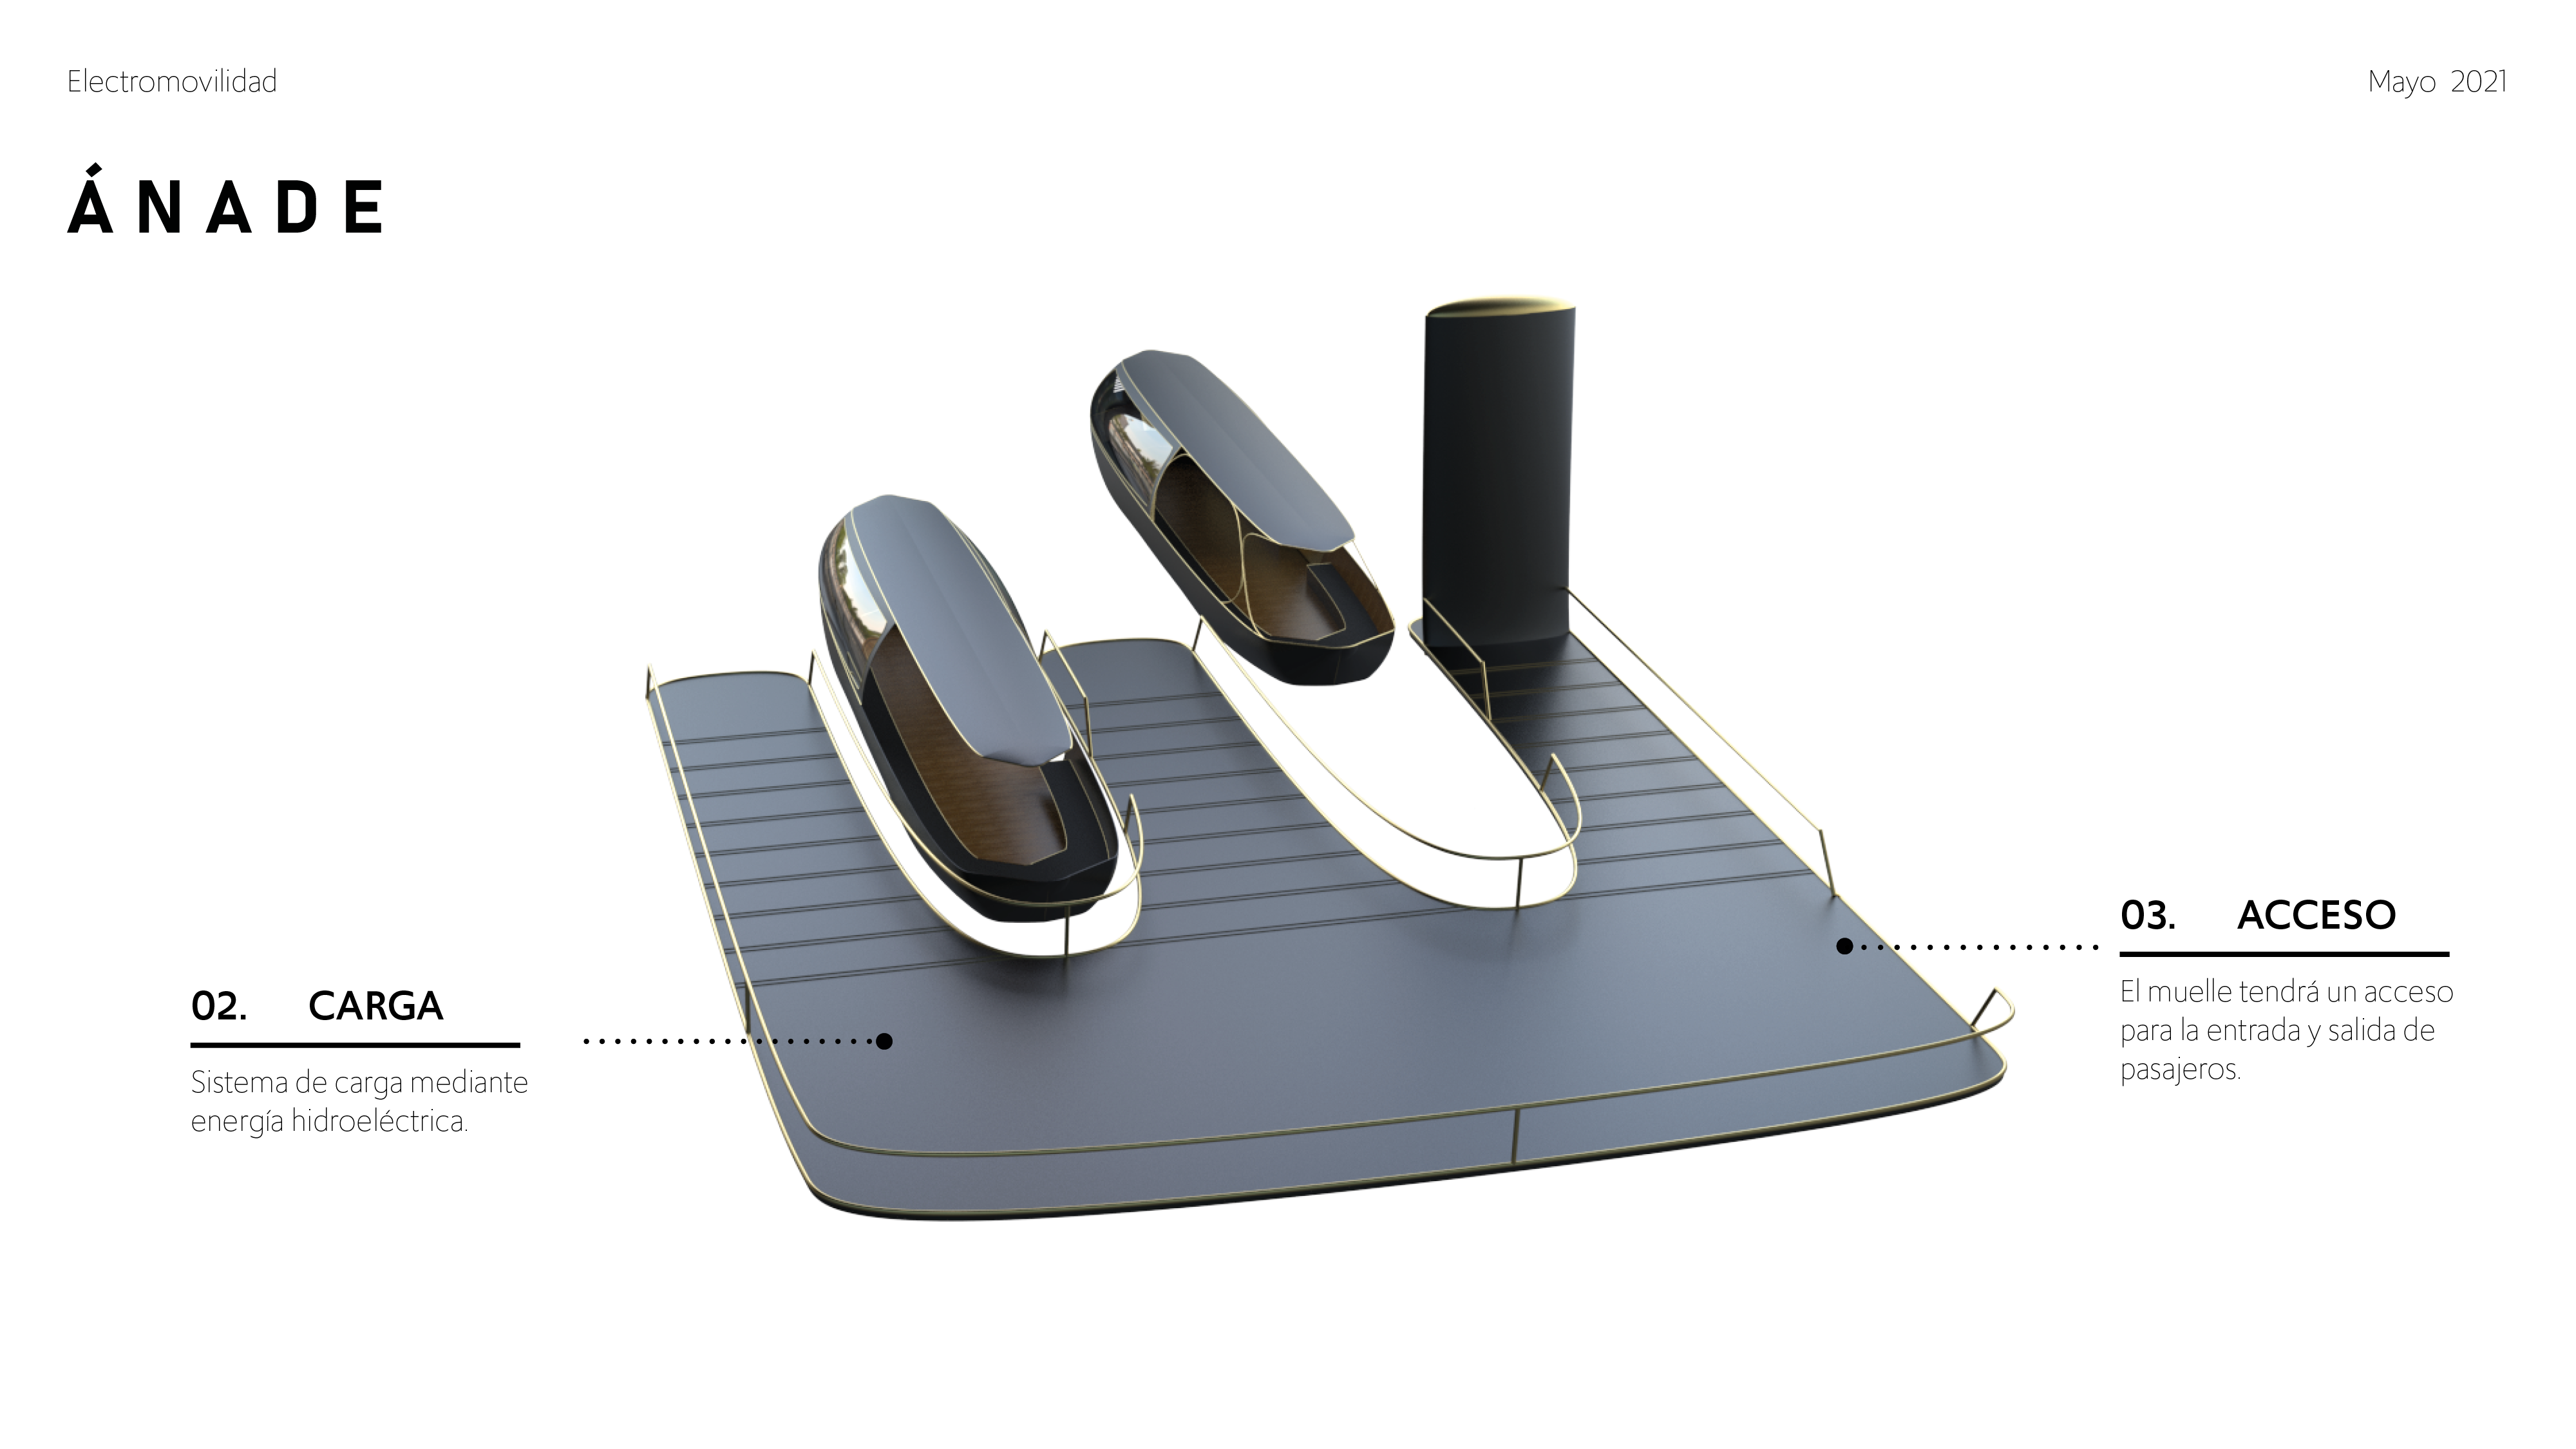 Electromovilidad
Mayo 2021
ÁNADE
02. CARGA
Sistema de carga mediante
energía hidroeléctrica.
03. ACCESO
El muelle tendrá un acceso
para la entrada y salida de
pasajeros.